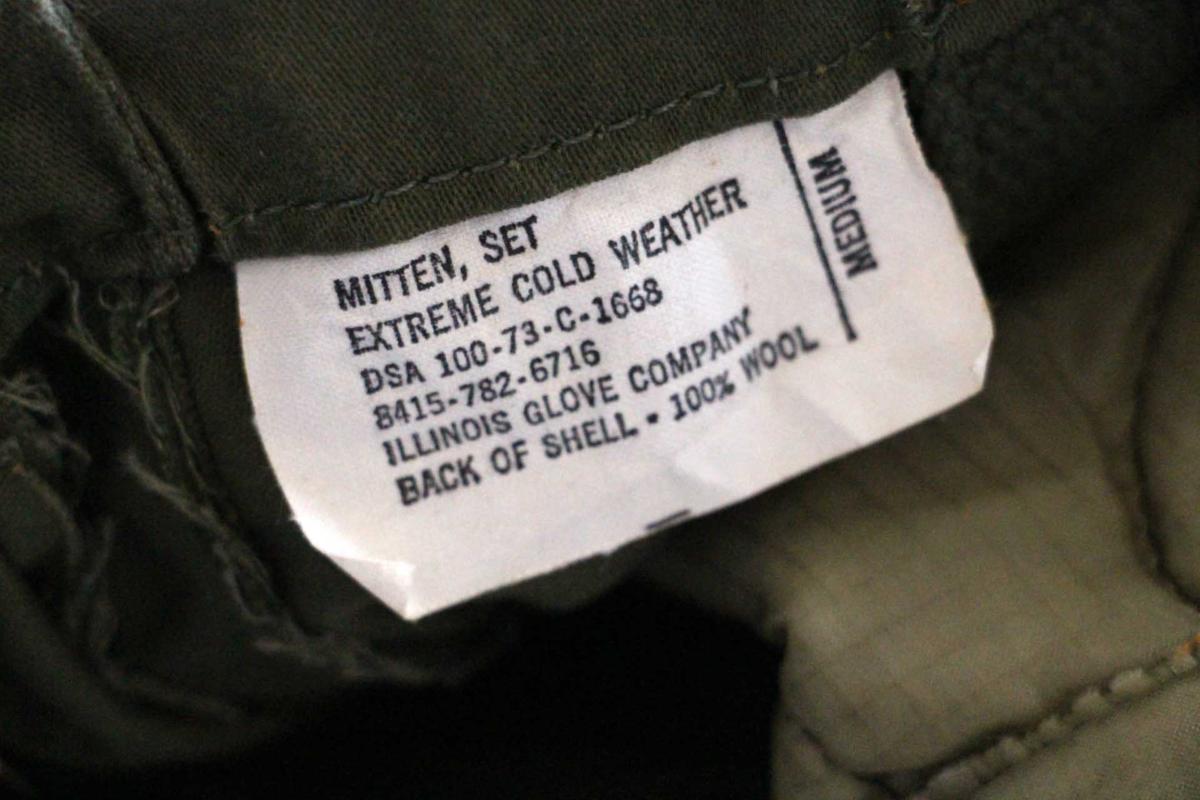 MITTEN, SET
EXTREME COLD WEATHER
DSA 100-73-C-1668
8415-782-6716
ILLINOIS GLOVE COMPANY
BACK OF SHELL • 100% WOOL
MEDIUM